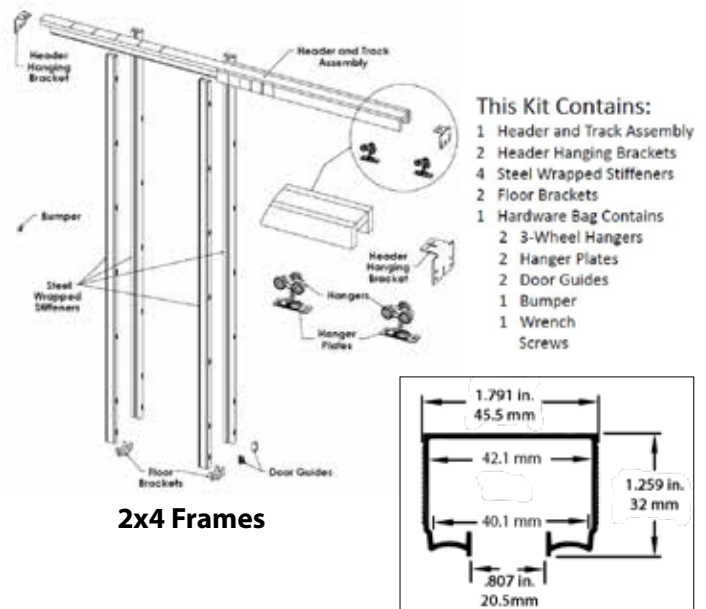 Header
Hanging
Bracket
Header and Track
Assembly
Bumper
Steel
Wrapped
Stiffeners
Header
Hanging
Bracket
Hangers
Hanger
Plates
Floor
Brackets
Door Guides
2x4 Frames
This Kit Contains:
1 Header and Track Assembly
2 Header Hanging Brackets
4 Steel Wrapped Stiffeners
2 Floor Brackets
1 Hardware Bag Contains
2 3-Wheel Hangers
2 Hanger Plates
2 Door Guides
1 Bumper
1 Wrench
Screws
1.791 in.
45.5 mm
42.1 mm
1.259 in.
32 mm
40.1 mm
.807 in.
20.5mm